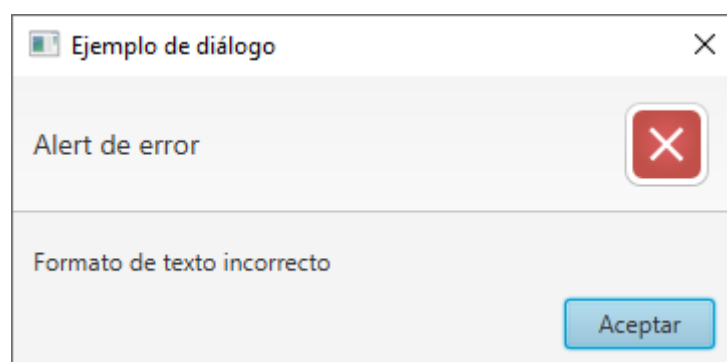 Ejemplo de diálogo
Alert de error
Formato de texto incorrecto
Aceptar